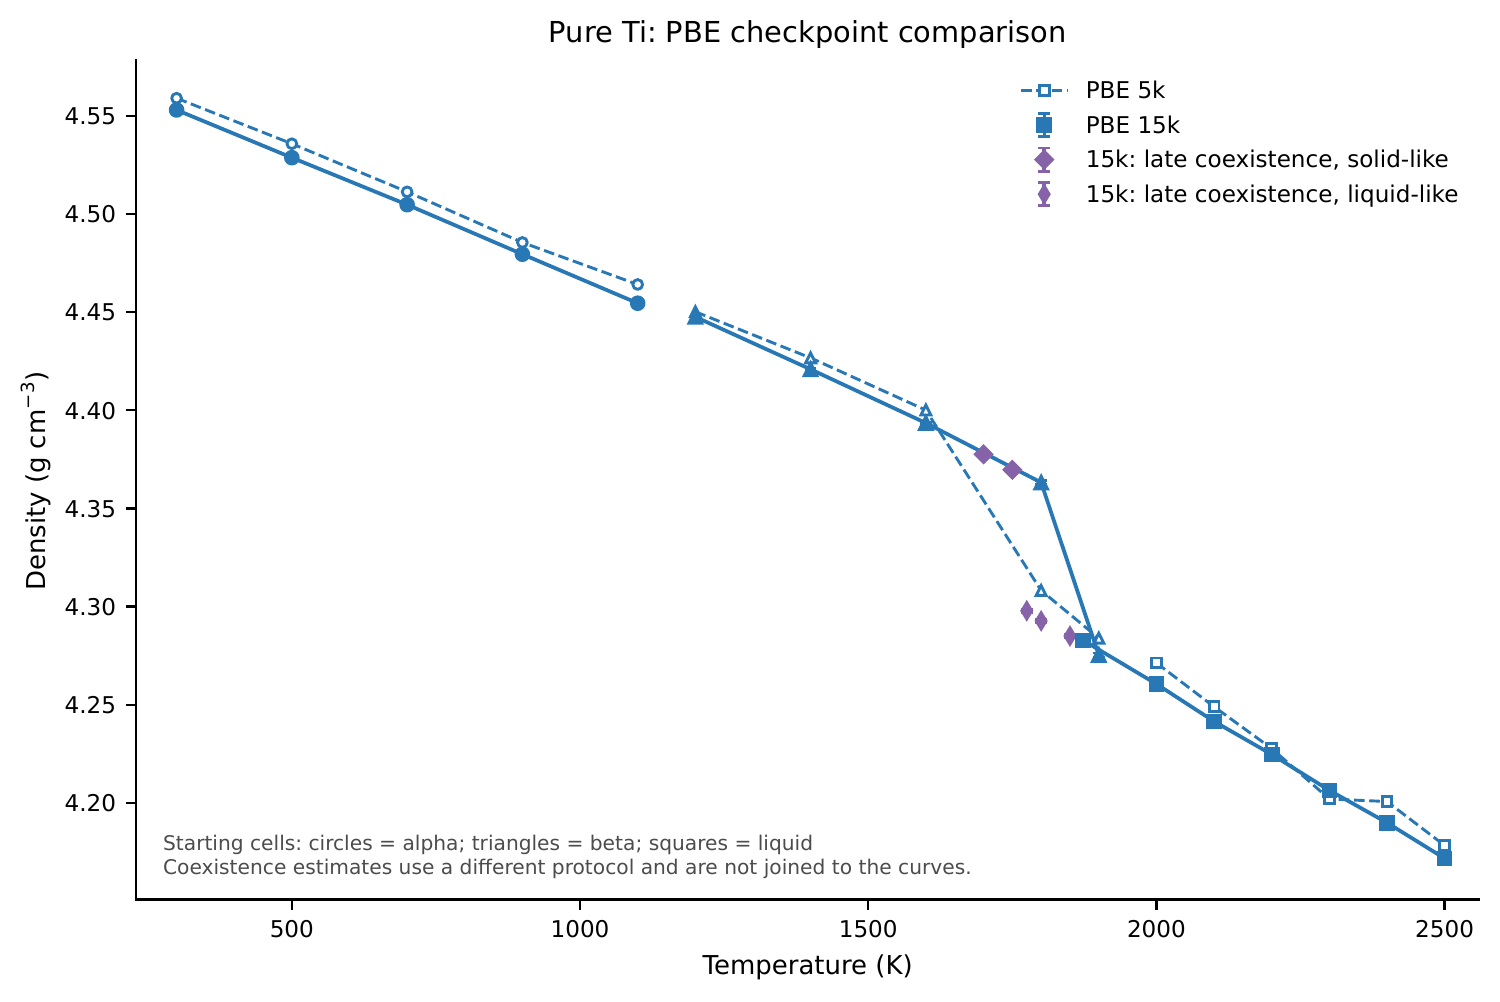 Pure Ti: PBE checkpoint comparison
PBE 5k
PBE 15k
15k: late coexistence, solid-like
15k: late coexistence, liquid-like
4.55
4.50
4.45
4.40
4.35
4.30
4.25
4.20
Density (g cm⁻³)
Starting cells: circles = alpha; triangles = beta; squares = liquid
Coexistence estimates use a different protocol and are not joined to the curves.
500
1000
1500
2000
2500
Temperature (K)